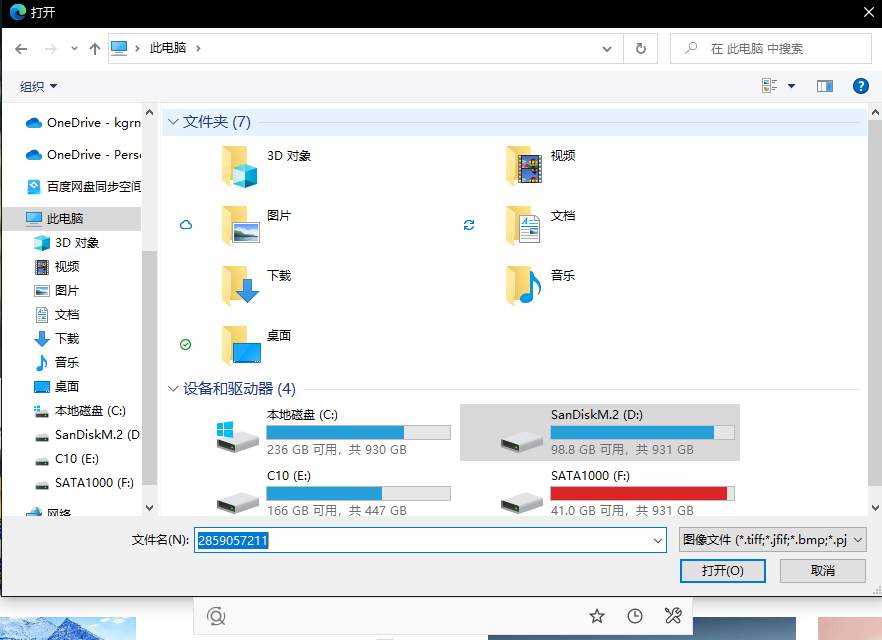 打开
此电脑
在 此电脑 中搜索
组织
OneDrive - kgrn
OneDrive - Perso
百度网盘同步空间
此电脑
3D 对象
视频
图片
文档
下载
音乐
桌面
本地磁盘 (C:)
SanDiskM.2 (D:
C10 (E:)
SATA1000 (F:)
网络
文件夹 (7)
3D 对象
视频
图片
文档
下载
音乐
桌面
设备和驱动器 (4)
本地磁盘 (C:)
236 GB 可用，共 930 GB
SanDiskM.2 (D:)
98.8 GB 可用，共 931 GB
C10 (E:)
166 GB 可用，共 447 GB
SATA1000 (F:)
41.0 GB 可用，共 931 GB
文件名(N):
2859057211
图像文件 (*.tiff;*.jfif;*.bmp;*.pj
打开(O)
取消